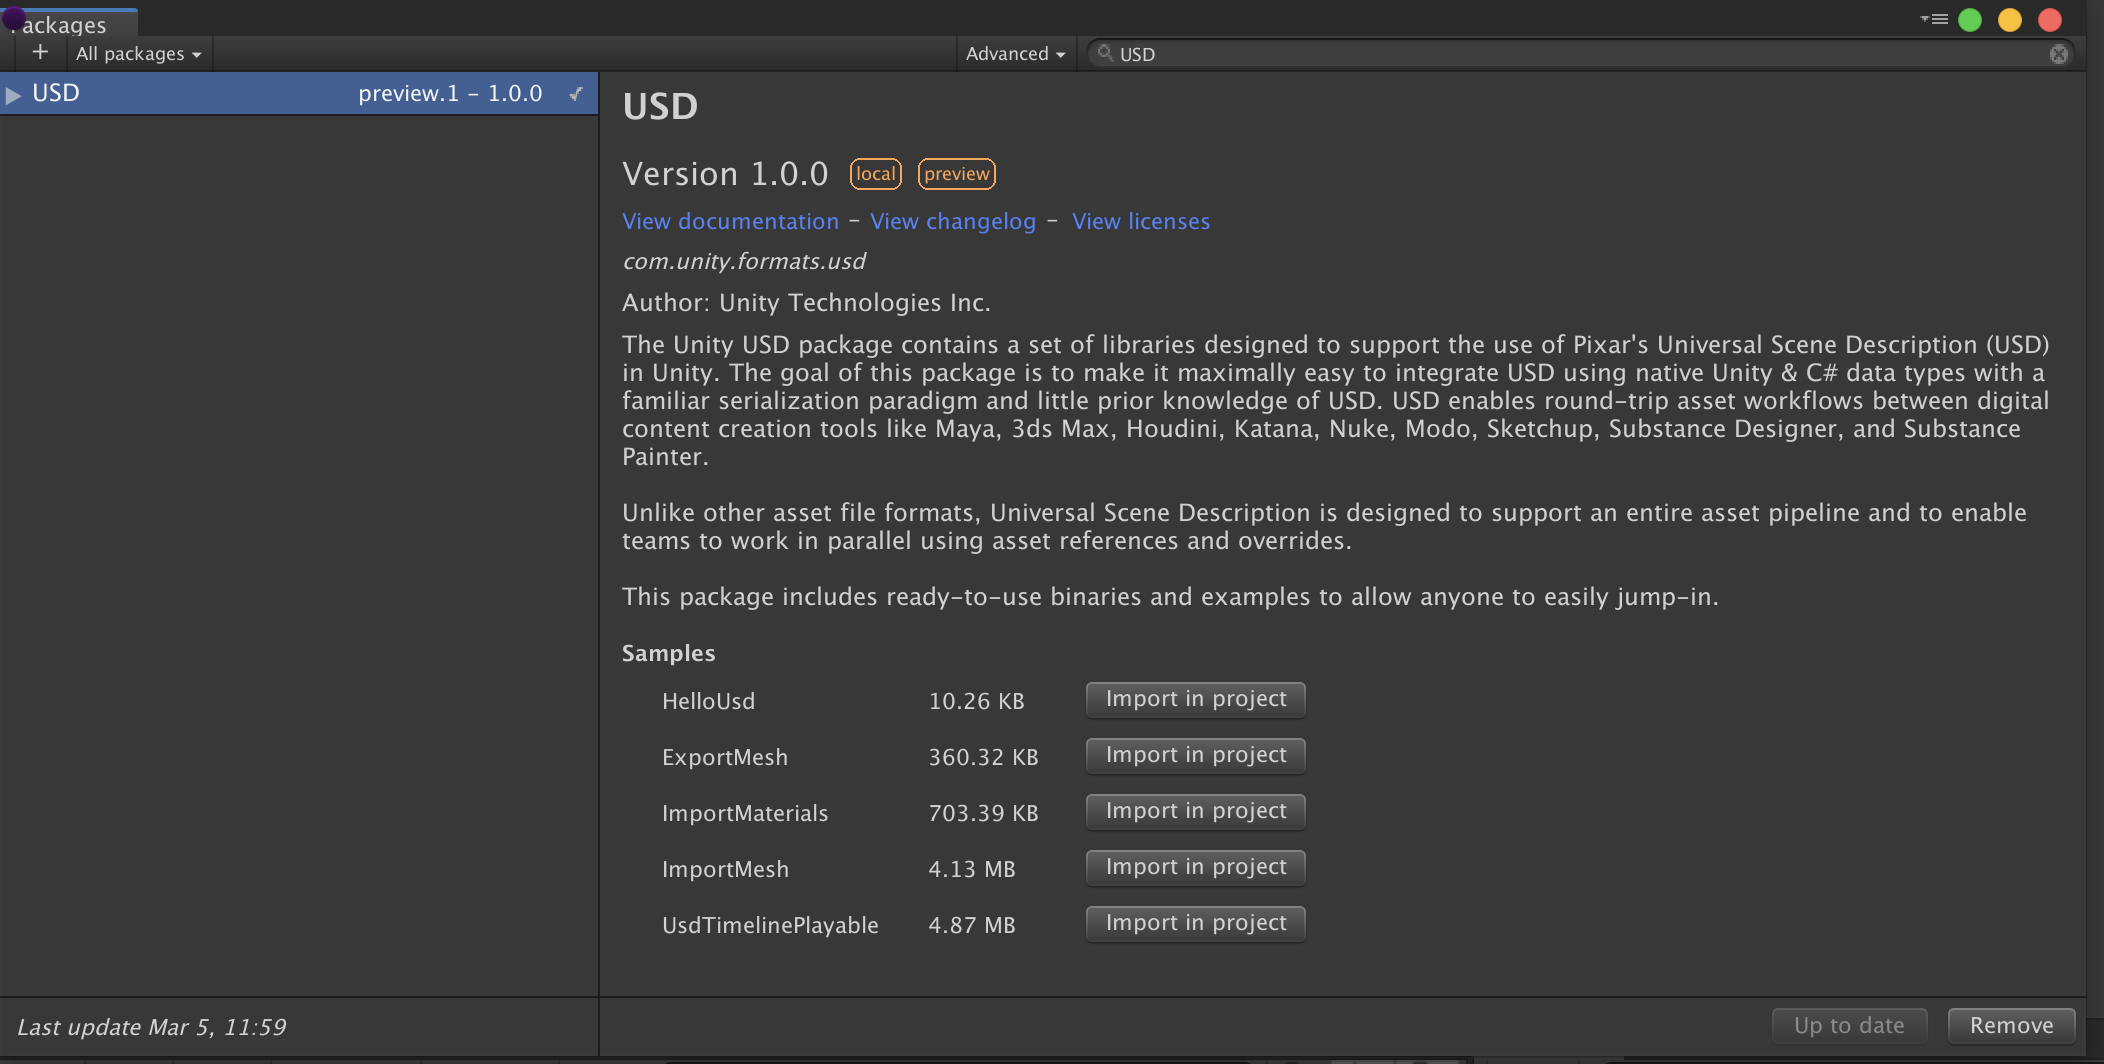 Packages
+ All packages Advanced USD
USD preview.1 - 1.0.0
USD
Version 1.0.0 local preview
View documentation - View changelog - View licenses
com.unity.formats.usd
Author: Unity Technologies Inc.
The Unity USD package contains a set of libraries designed to support the use of Pixar's Universal Scene Description (USD)
in Unity. The goal of this package is to make it maximally easy to integrate USD using native Unity & C# data types with a
familiar serialization paradigm and little prior knowledge of USD. USD enables round-trip asset workflows between digital
content creation tools like Maya, 3ds Max, Houdini, Katana, Nuke, Modo, Sketchup, Substance Designer, and Substance
Painter.
Unlike other asset file formats, Universal Scene Description is designed to support an entire asset pipeline and to enable
teams to work in parallel using asset references and overrides.
This package includes ready-to-use binaries and examples to allow anyone to easily jump-in.
Samples
HelloUsd 10.26 KB Import in project
ExportMesh 360.32 KB Import in project
ImportMaterials 703.39 KB Import in project
ImportMesh 4.13 MB Import in project
UsdTimelinePlayable 4.87 MB Import in project
Last update Mar 5, 11:59
Up to date Remove